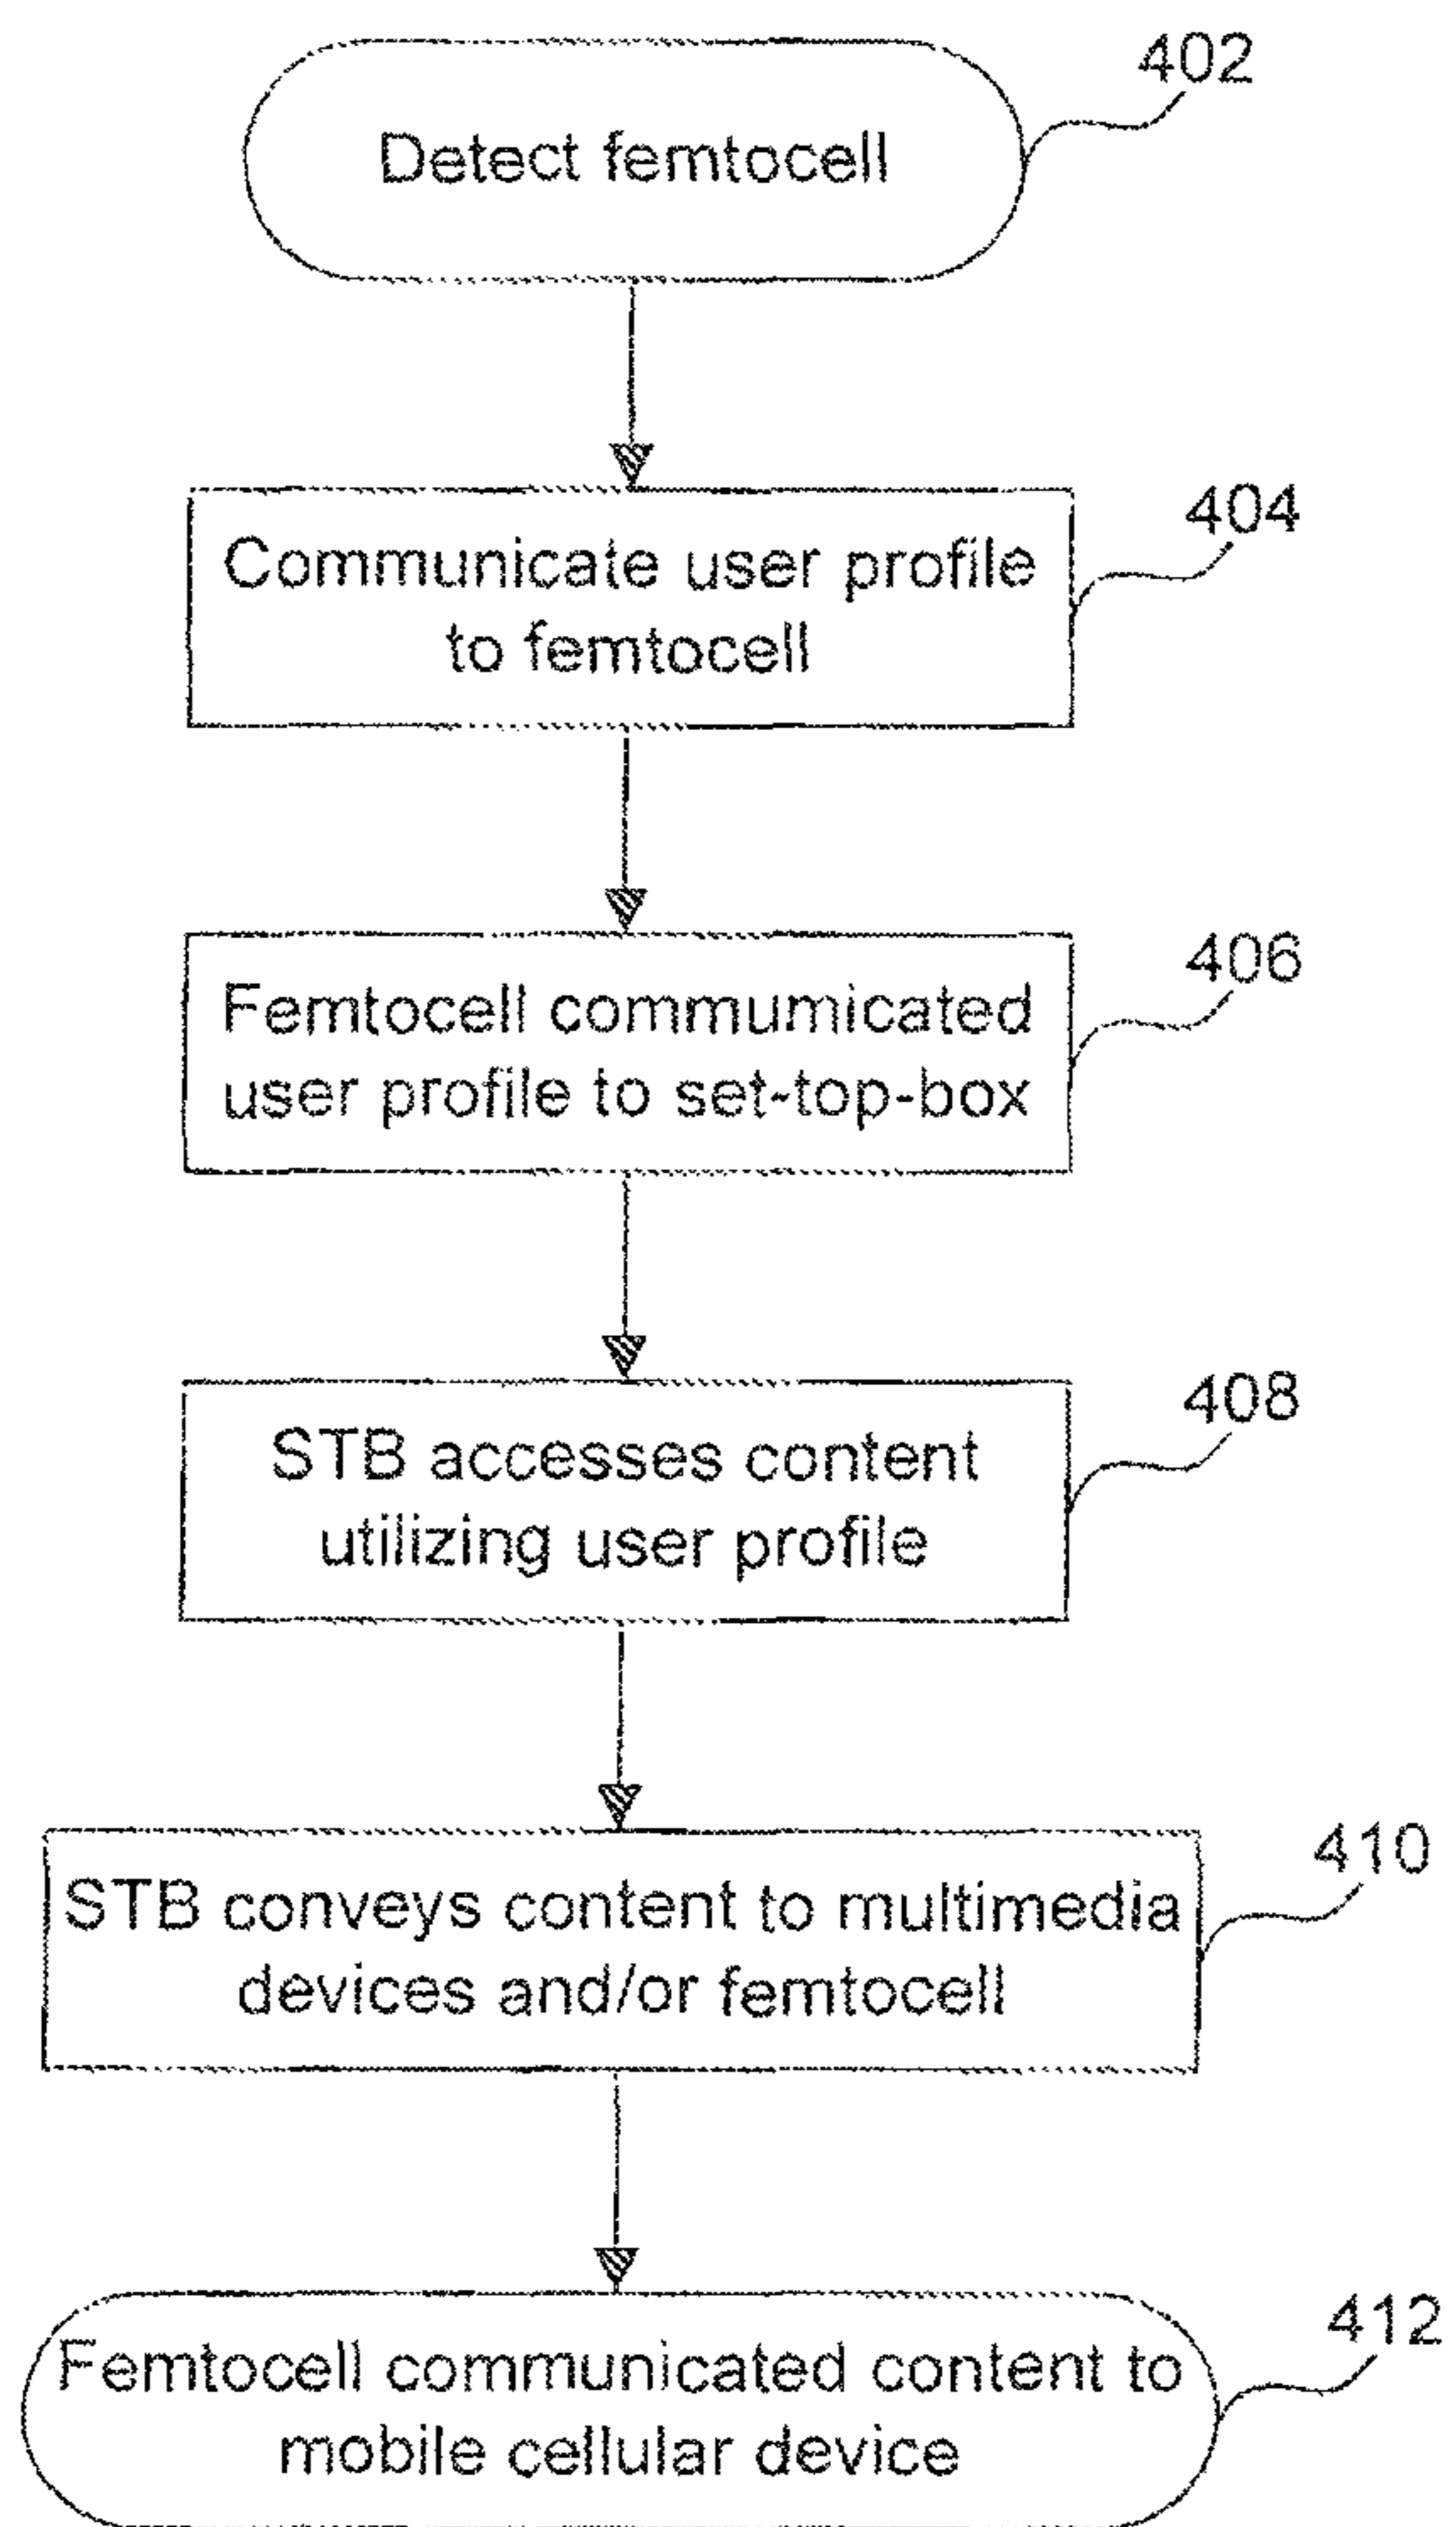 402
Detect femtocell
404
Communicate user profile
to femtocell
406
Femtocell commumicated
user profile to set-top-box
408
STB accesses content
utilizing user profile
410
STB conveys content to multimedia
devices and/or femtocell
412
Femtocell communicated content to
mobile cellular device